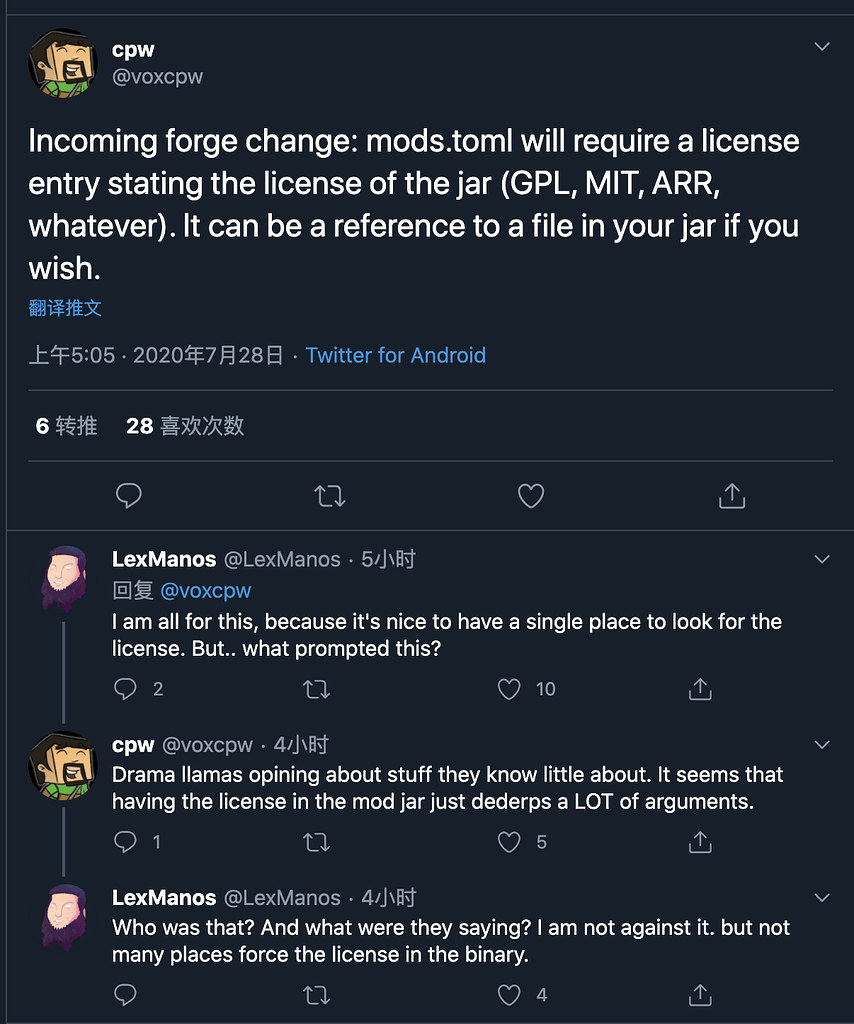 cpw
@voxcpw
Incoming forge change: mods.toml will require a license
entry stating the license of the jar (GPL, MIT, ARR,
whatever). It can be a reference to a file in your jar if you
wish.
翻译推文
上午5:05 · 2020年7月28日 · Twitter for Android
6 转推 28 喜欢次数
LexManos @LexManos · 5小时
回复 @voxcpw
I am all for this, because it's nice to have a single place to look for the
license. But.. what prompted this?
2 10
cpw @voxcpw · 4小时
Drama llamas opining about stuff they know little about. It seems that
having the license in the mod jar just dederps a LOT of arguments.
1 5
LexManos @LexManos · 4小时
Who was that? And what were they saying? I am not against it. but not
many places force the license in the binary.
4